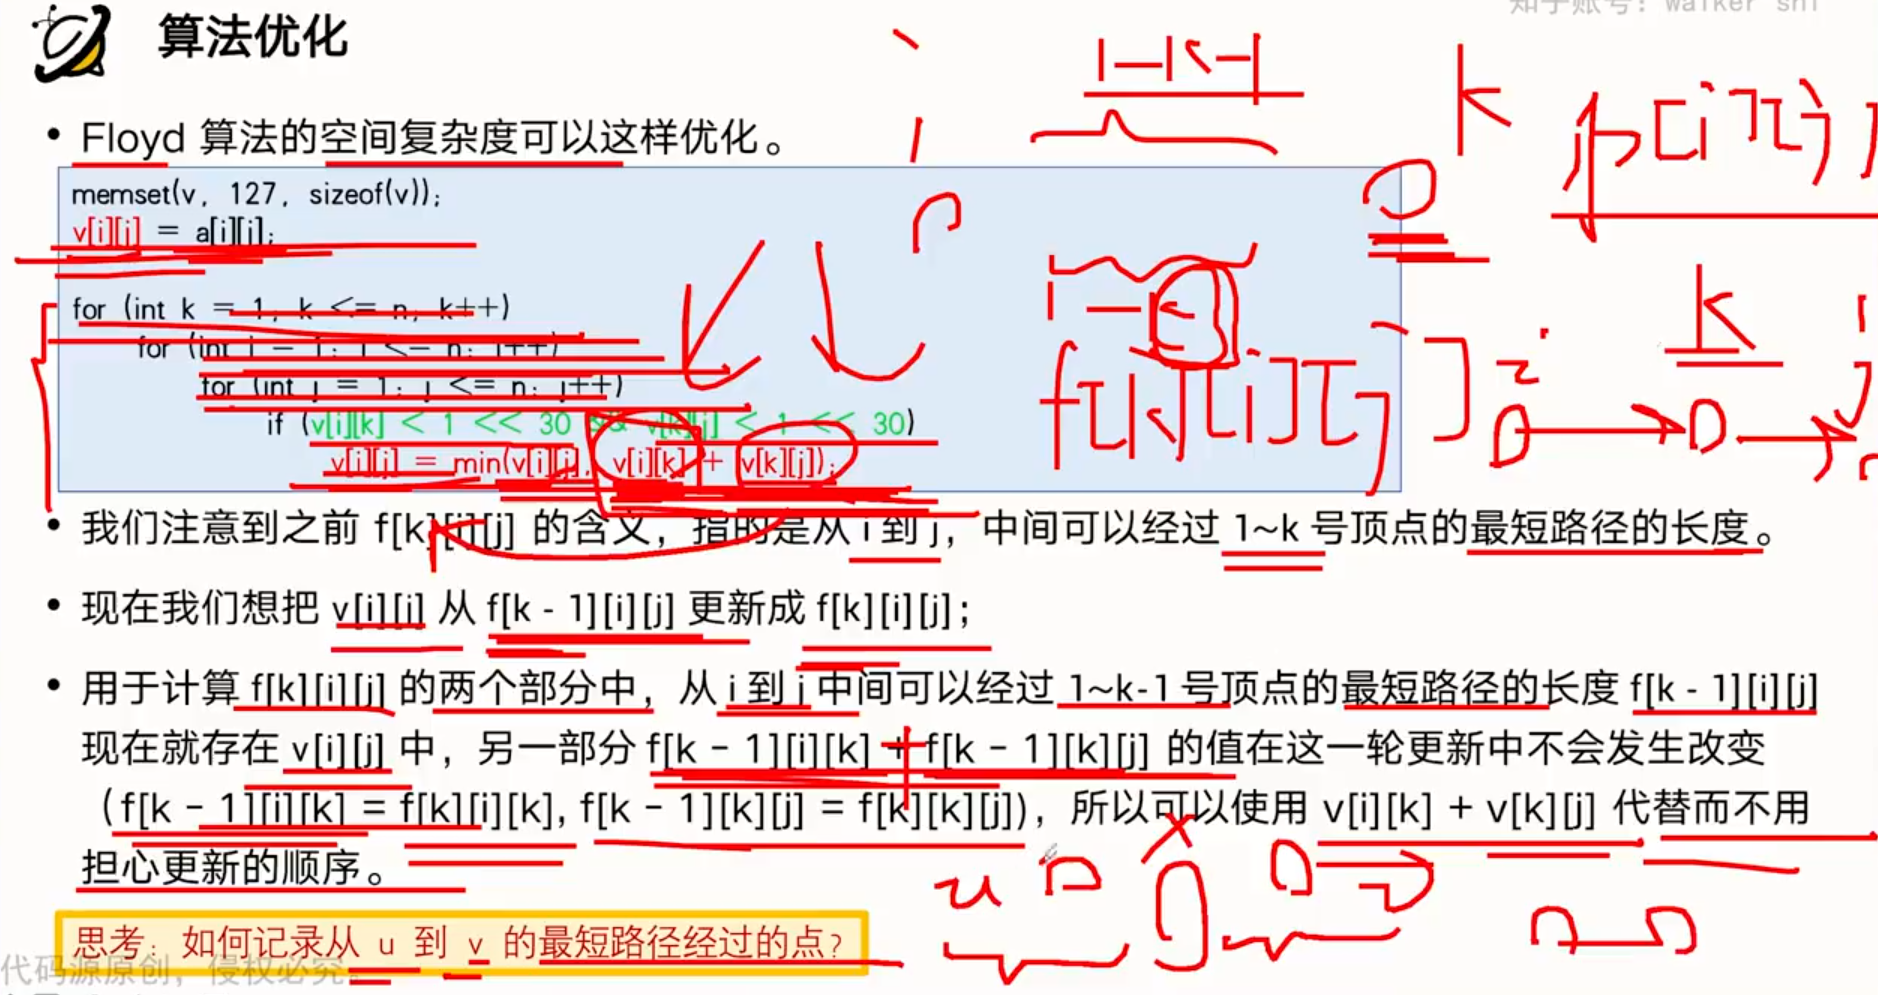 知乎账号：walker shi
算法优化
• Floyd 算法的空间复杂度可以这样优化。
memset(v, 127, sizeof(v));
v[i][j] = a[i][j];
for (int k = 1; k <= n; k++)
for (int i = 1; i <= n; i++)
for (int j = 1; j <= n; j++)
if (v[i][k] < 1 << 30 && v[k][j] < 1 << 30)
v[i][j] = min(v[i][j], v[i][k] + v[k][j]);
1—K-1
k
p[i][j]
i
1—k
f[k][i][j]
k
• 我们注意到之前 f[k][i][j] 的含义，指的是从 i 到 j，中间可以经过 1~k 号顶点的最短路径的长度。
• 现在我们想把 v[i][j] 从 f[k - 1][i][j] 更新成 f[k][i][j]；
• 用于计算 f[k][i][j] 的两个部分中，从 i 到 j 中间可以经过 1~k-1 号顶点的最短路径的长度 f[k - 1][i][j]
现在就存在 v[i][j] 中，另一部分 f[k − 1][i][k] + f[k − 1][k][j] 的值在这一轮更新中不会发生改变
（f[k − 1][i][k] = f[k][i][k], f[k − 1][k][j] = f[k][k][j]），所以可以使用 v[i][k] + v[k][j] 代替而不用
担心更新的顺序。
x
u
思考：如何记录从 u 到 v 的最短路径经过的点？
代码源原创，侵权必究。